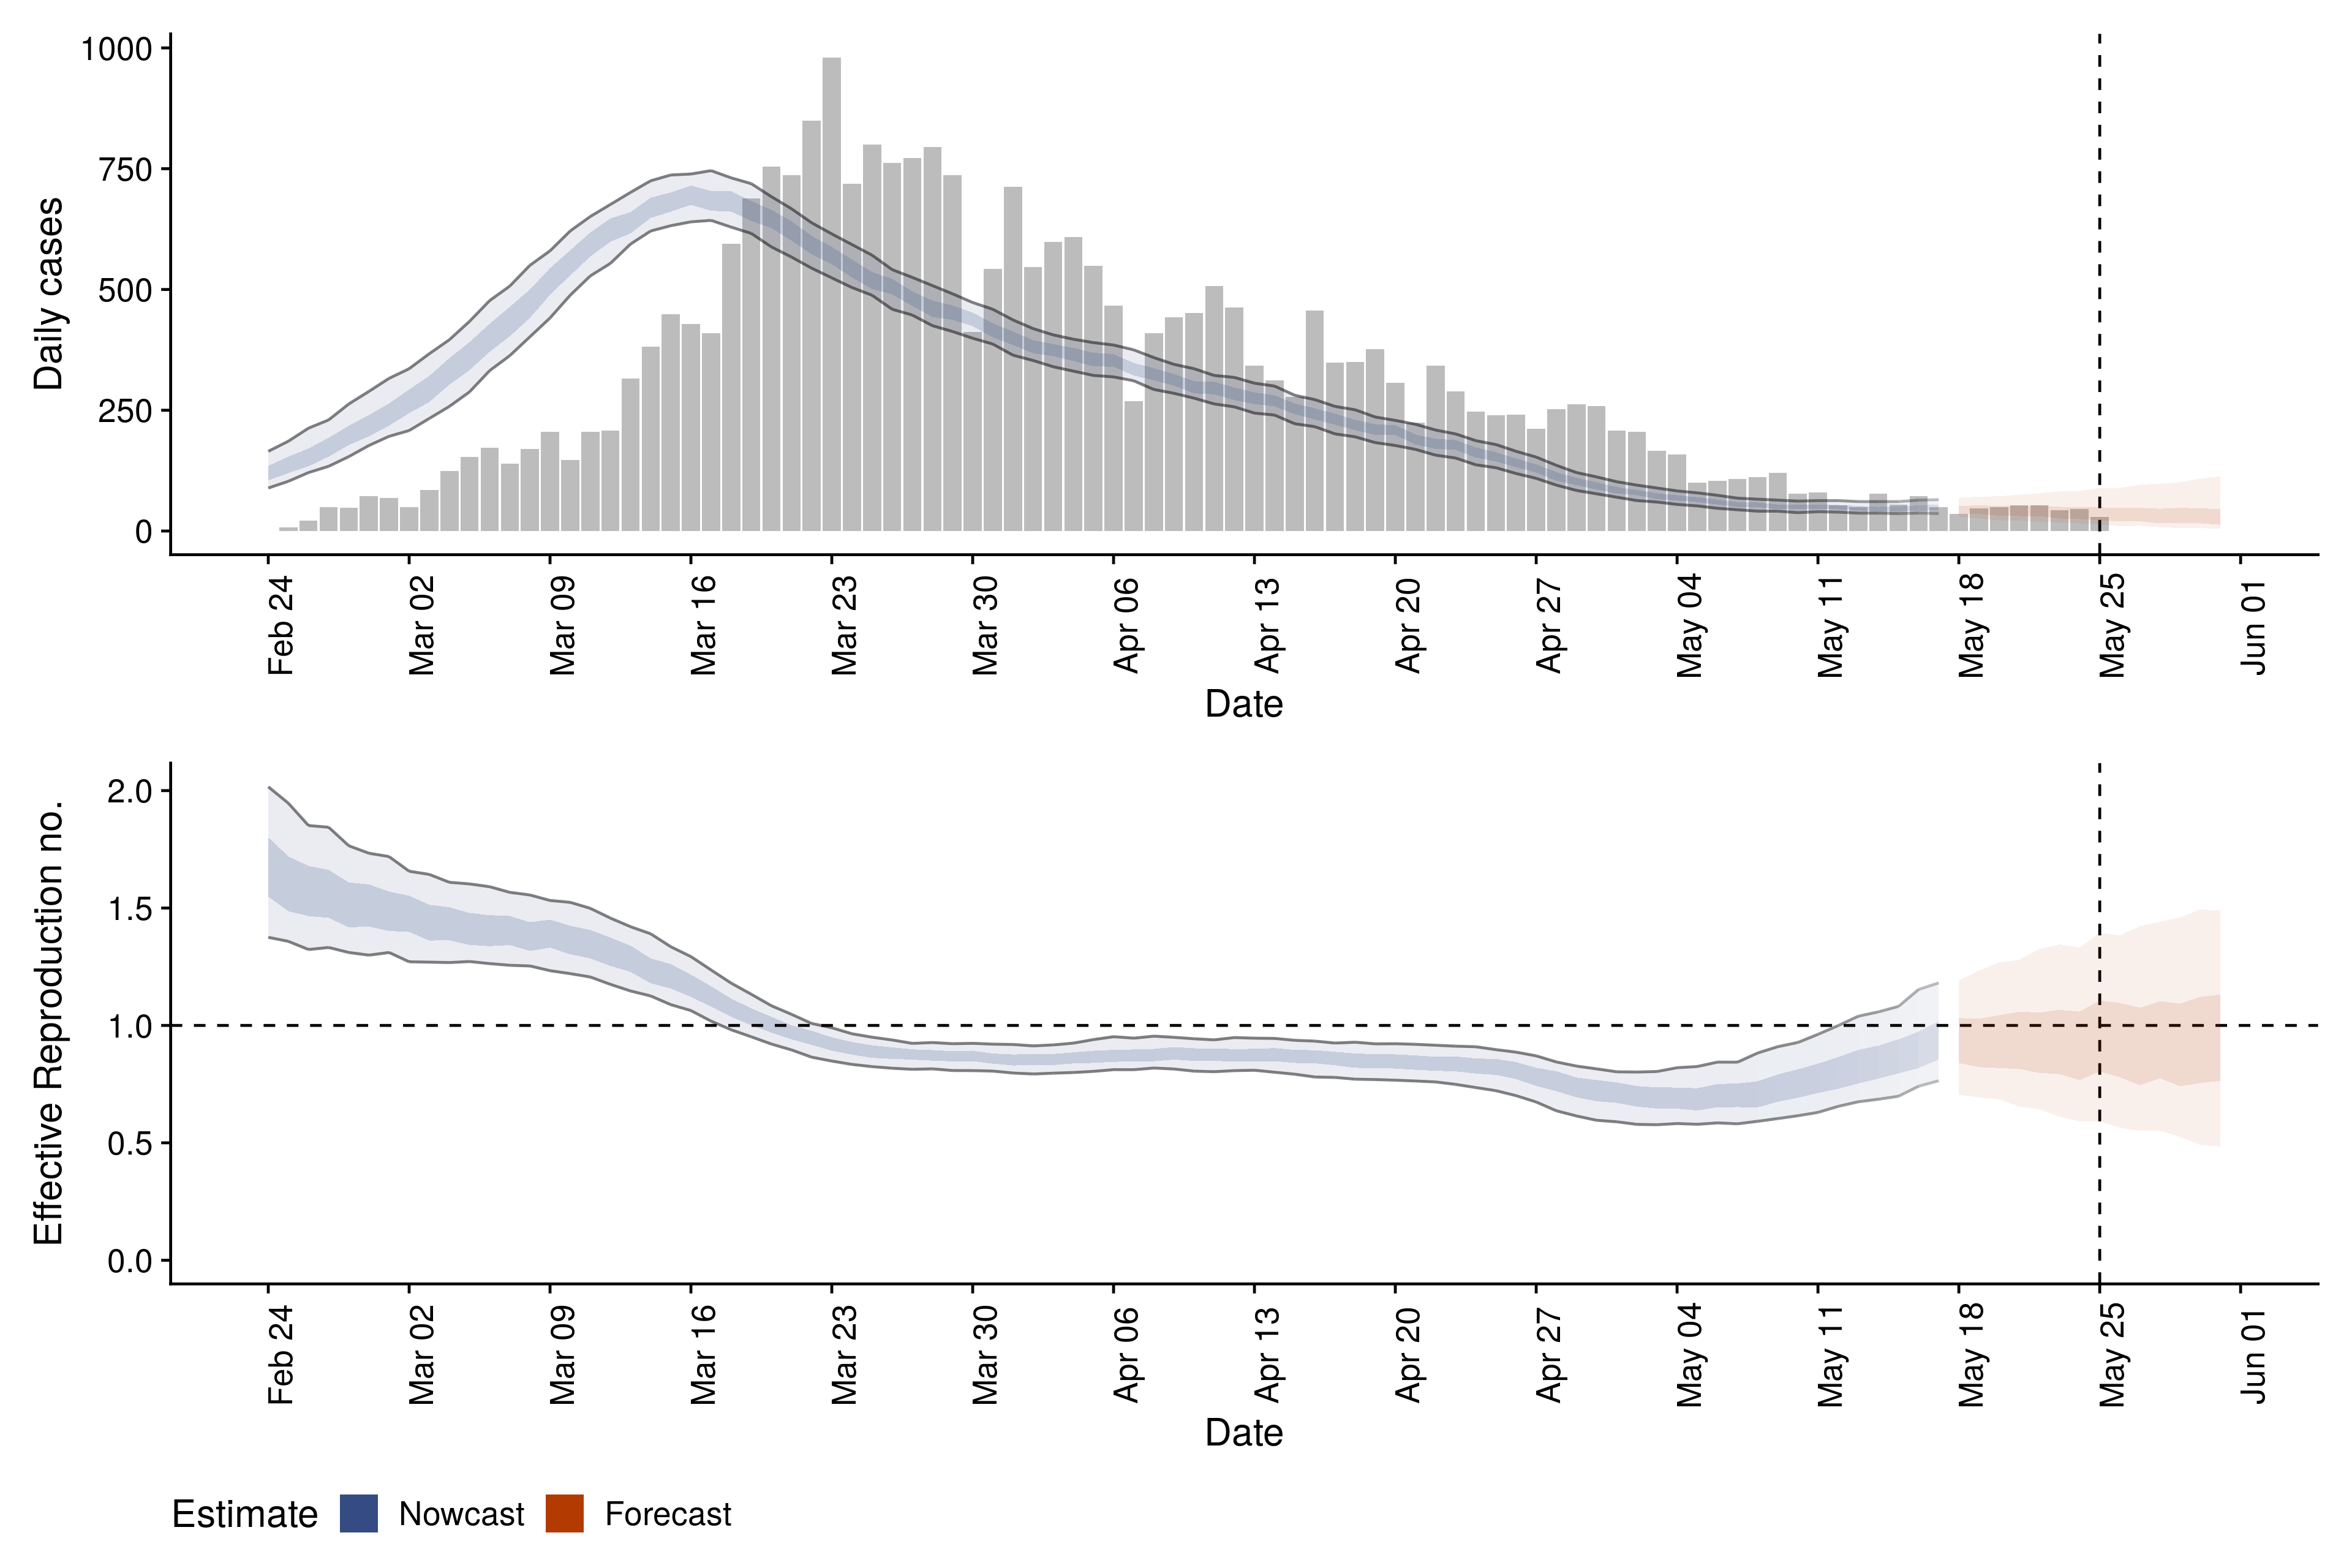 1000
750
500
250
0
Daily cases
Feb 24
Mar 02
Mar 09
Mar 16
Mar 23
Mar 30
Apr 06
Apr 13
Apr 20
Apr 27
May 04
May 11
May 18
May 25
Jun 01
Date
2.0
1.5
1.0
0.5
0.0
Effective Reproduction no.
Feb 24
Mar 02
Mar 09
Mar 16
Mar 23
Mar 30
Apr 06
Apr 13
Apr 20
Apr 27
May 04
May 11
May 18
May 25
Jun 01
Date
Estimate Nowcast Forecast